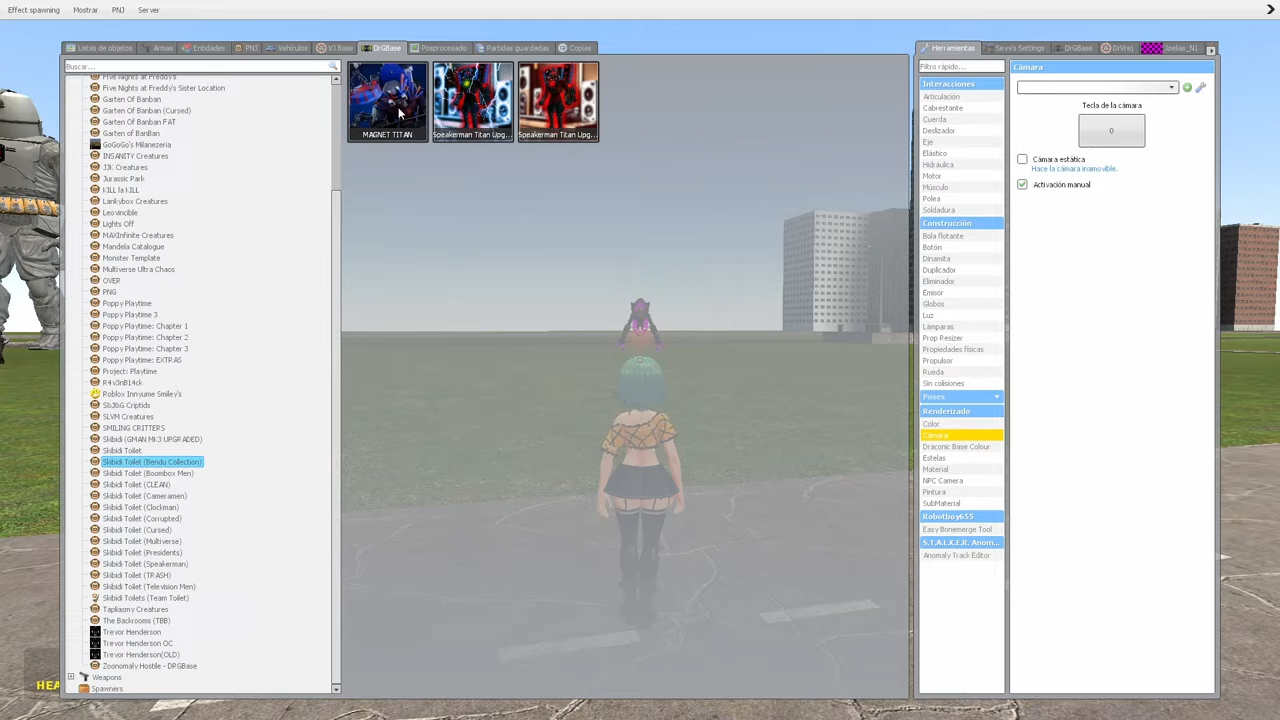 Effect spawning Mostrar PNJ Server
Listas de objetos Armas Entidades PNJ Vehículos VJ Base DrGBase Posprocesado Partidas guardadas Copias
Buscar...
Five Nights at Freddy's
Five Nights at Freddy's Sister Location
Garten Of Banban
Garten Of Banban (Cursed)
Garten Of Banban FAT
Garten of BanBan
GoGoGo's Milanezeria
INSANITY Creatures
JJK Creatures
Jurassic Park
KILL la KILL
Lankybox Creatures
Leovincible
Lights Off
MAXInfinite Creatures
Mandela Catalogue
Monster Template
Multiverse Ultra Chaos
OVER
PNG
Poppy Playtime
Poppy Playtime 3
Poppy Playtime: Chapter 1
Poppy Playtime: Chapter 2
Poppy Playtime: Chapter 3
Poppy Playtime: EXTRAS
Project: Playtime
R4v3nBl4ck
Roblox Innyume Smiley's
S&J&G Criptids
SLVM Creatures
SMILING CRITTERS
Skibidi (GMAN Mk3 UPGRADED)
Skibidi Toilet
Skibidi Toilet (Bendu Collection)
Skibidi Toilet (Boombox Men)
Skibidi Toilet (CLEAN)
Skibidi Toilet (Cameramen)
Skibidi Toilet (Clockman)
Skibidi Toilet (Corrupted)
Skibidi Toilet (Cursed)
Skibidi Toilet (Multiverse)
Skibidi Toilet (Presidents)
Skibidi Toilet (Speakerman)
Skibidi Toilet (TRASH)
Skibidi Toilet (Television Men)
Skibidi Toilets (Team Toilet)
Tapliasmy Creatures
The Backrooms (TBB)
Trevor Henderson
Trevor Henderson OC
Trevor Henderson(OLD)
Zoonomaly Hostile - DRGBase
Weapons
Spawners
HEA
MAGNET TITAN
Speakerman Titan Upg...
Speakerman Titan Upg...
Herramientas DrGBase DrVrej Joelias_N1
Filtro rápido...
Interacciones
Articulación
Cabrestante
Cuerda
Deslizador
Eje
Elástico
Hidráulica
Motor
Músculo
Polea
Soldadura
Construcción
Bola flotante
Botón
Dinamita
Duplicador
Eliminador
Emisor
Globos
Luz
Lámparas
Prop Resizer
Propiedades físicas
Propulsor
Rueda
Sin colisiones
Poses
Renderizado
Color
Cámara
Draconic Base Colour
Estelas
Material
NPC Camera
Pintura
SubMaterial
Robotboy655
Easy Bonemerge Tool
S.T.A.L.K.E.R. Anom...
Anomaly Track Editor
Cámara
Tecla de la cámara
0
Cámara estática
Hace la cámara inamovible.
Activación manual